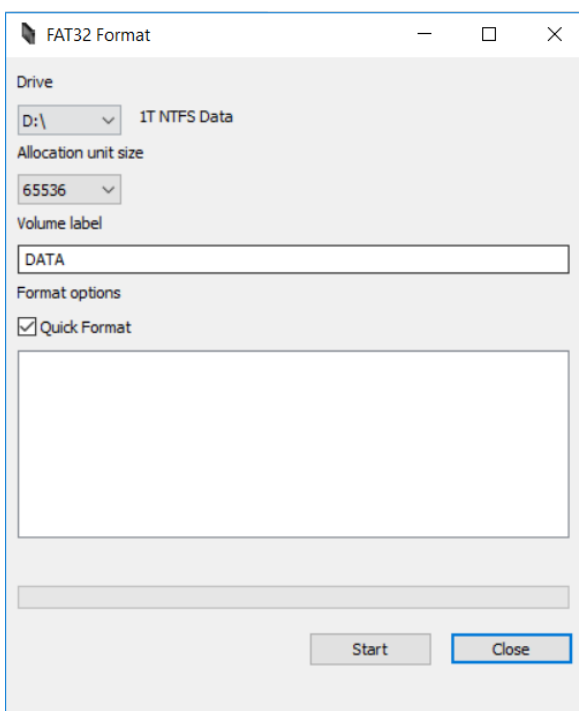 FAT32 Format
Drive
D:\ 1T NTFS Data
Allocation unit size
65536
Volume label
DATA
Format options
Quick Format
Start Close